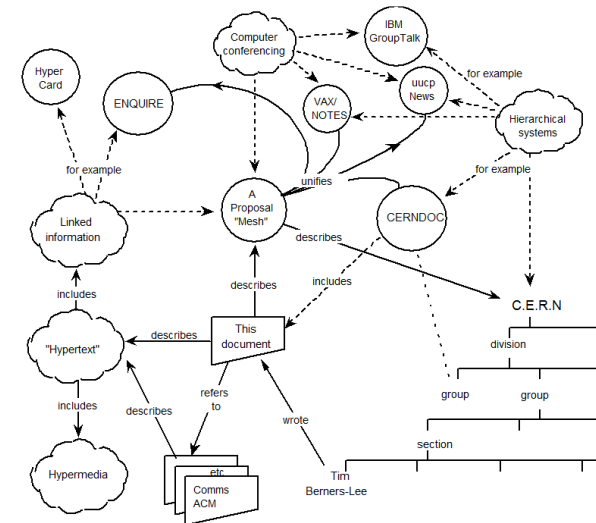 Computer
conferencing
IBM
GroupTalk
Hyper
Card
for example
uucp
News
ENQUIRE
VAX/
NOTES
Hierarchical
systems
for example
unifies
for example
A
Proposal
"Mesh"
CERNDOC
Linked
information
describes
includes
describes
includes
C.E.R.N
This
document
describes
division
"Hypertext"
refers
to
group
group
includes
describes
wrote
section
etc
Hypermedia
Comms
ACM
Tim
Berners-Lee